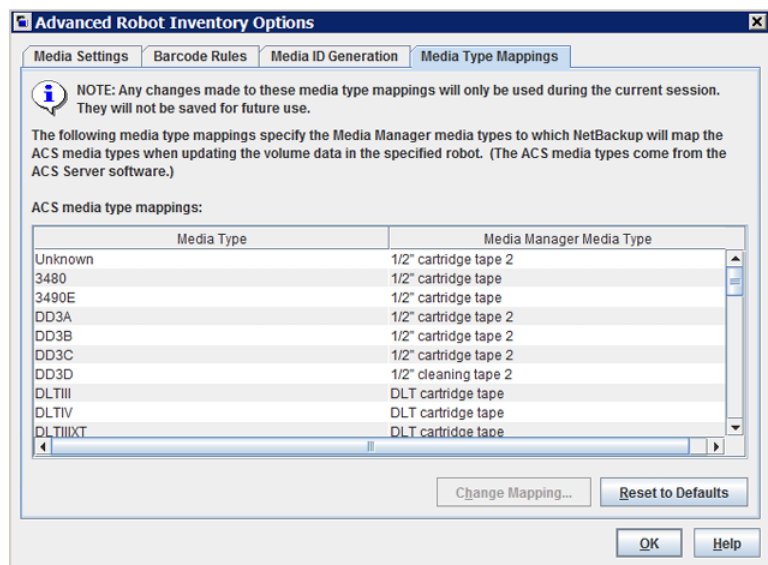 Advanced Robot Inventory Options
Media Settings Barcode Rules Media ID Generation Media Type Mappings
NOTE: Any changes made to these media type mappings will only be used during the current session.
They will not be saved for future use.
The following media type mappings specify the Media Manager media types to which NetBackup will map the
ACS media types when updating the volume data in the specified robot. (The ACS media types come from the
ACS Server software.)
ACS media type mappings:
Media Type Media Manager Media Type
Unknown 1/2" cartridge tape 2
3480 1/2" cartridge tape
3490E 1/2" cartridge tape
DD3A 1/2" cartridge tape 2
DD3B 1/2" cartridge tape 2
DD3C 1/2" cartridge tape 2
DD3D 1/2" cleaning tape 2
DLTIII DLT cartridge tape
DLTIV DLT cartridge tape
DLTIIIXT DLT cartridge tape
Change Mapping... Reset to Defaults
OK Help